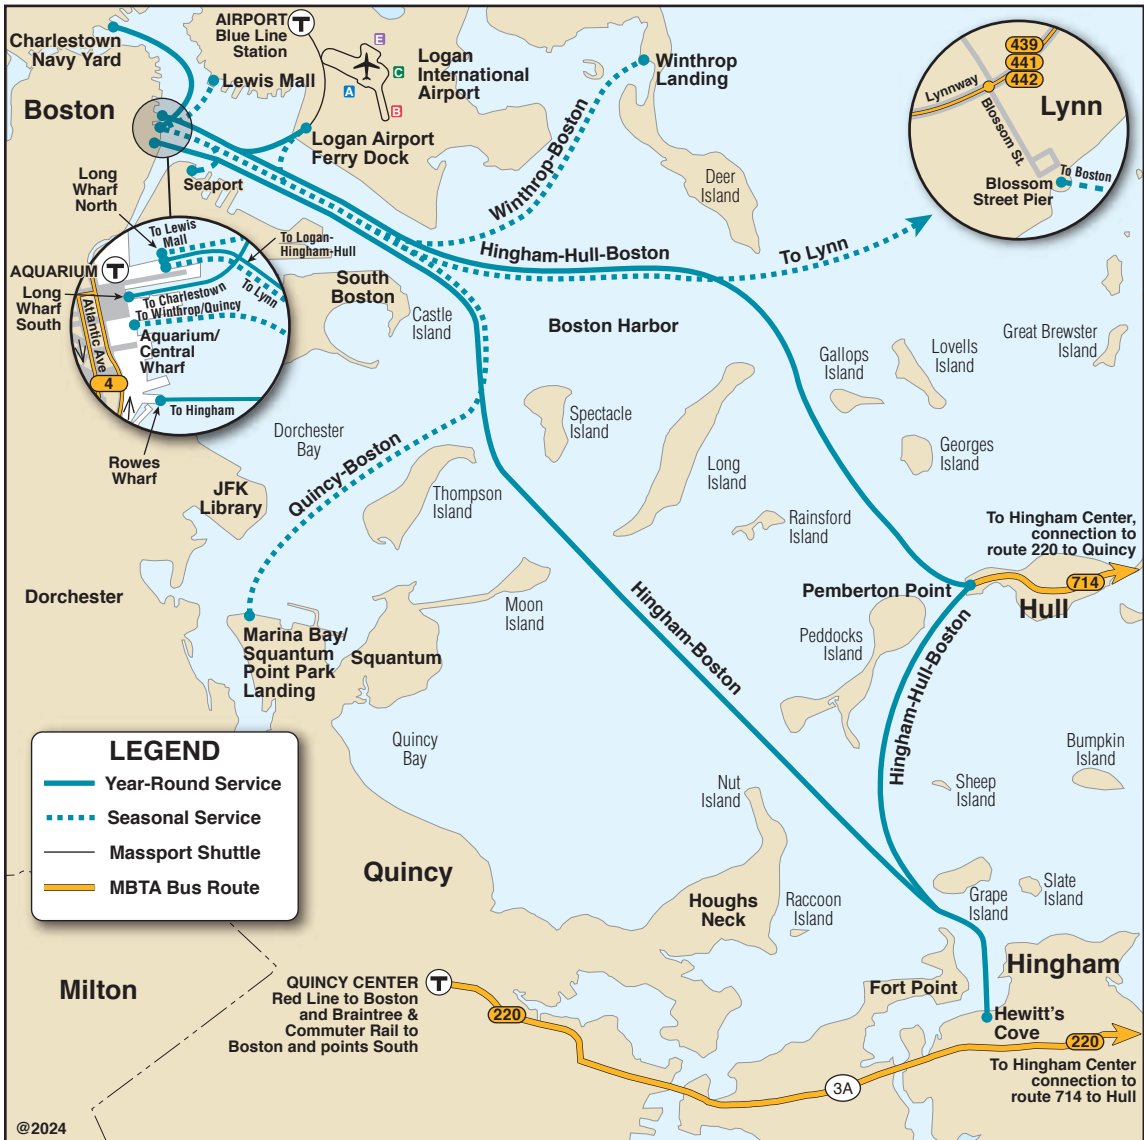 Charlestown
Navy Yard
AIRPORT
Blue Line
Station
T
E
C
A
B
Logan
International
Airport
Winthrop
Landing
Lewis Mall
Boston
Logan Airport
Ferry Dock
Seaport
Winthrop-Boston
Deer
Island
439
441
442
Lynnway
Lynn
Blossom St.
To Boston
Blossom
Street Pier
Long
Wharf
North
To Lewis
Mall
To Logan-
Hingham-Hull
AQUARIUM
T
Long
Wharf
South
To Charlestown
To Lynn
To Winthrop/Quincy
Atlantic Ave
Aquarium/
Central
Wharf
4
To Hingham
Rowes
Wharf
Hingham-Hull-Boston
To Lynn
South
Boston
Castle
Island
Boston Harbor
Great Brewster
Island
Gallops
Island
Lovells
Island
Spectacle
Island
Georges
Island
Dorchester
Bay
Quincy-Boston
Long
Island
JFK
Library
Thompson
Island
Rainsford
Island
To Hingham Center,
connection to
route 220 to Quincy
714
Pemberton Point
Hull
Dorchester
Moon
Island
Hingham-Boston
Peddocks
Island
Hingham-Hull-Boston
Marina Bay/
Squantum
Point Park
Landing
Squantum
Quincy
Bay
Bumpkin
Island
Nut
Island
Sheep
Island
LEGEND
Year-Round Service
Seasonal Service
Massport Shuttle
MBTA Bus Route
Quincy
Houghs
Neck
Raccoon
Island
Grape
Island
Slate
Island
Milton
QUINCY CENTER
Red Line to Boston
and Braintree &
Commuter Rail to
Boston and points South
T
220
Fort Point
Hingham
Hewitt's
Cove
220
3A
To Hingham Center
connection to
route 714 to Hull
@2024